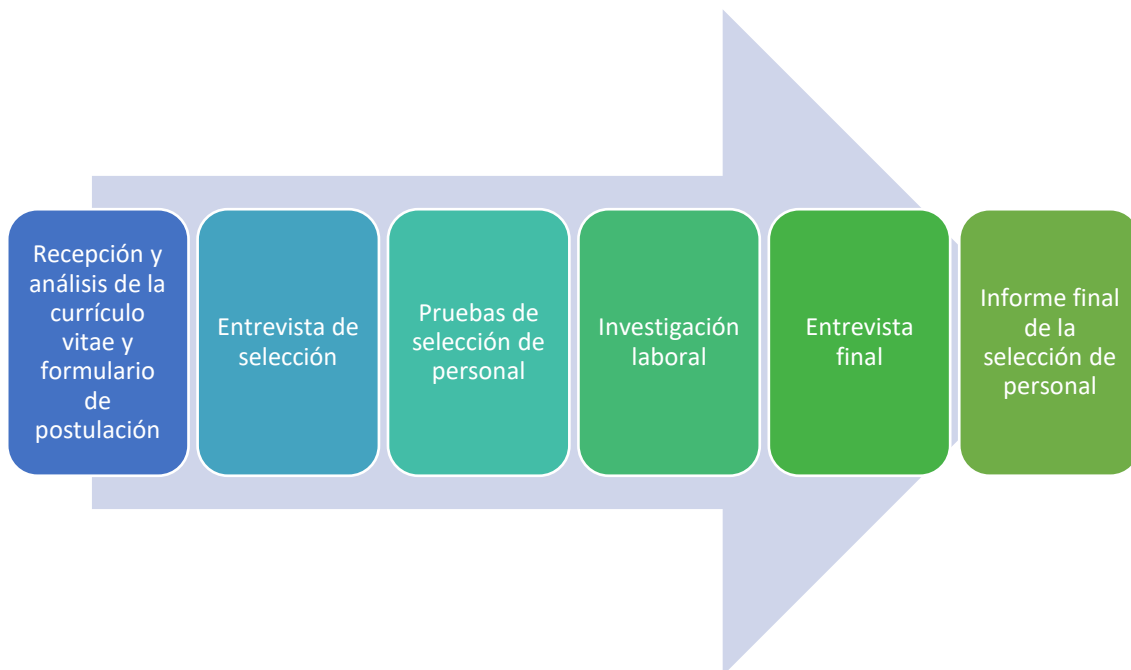 Recepción y
análisis de la
currículo
vitae y
formulario
de
postulación
Entrevista de
selección
Pruebas de
selección de
personal
Investigación
laboral
Entrevista
final
Informe final
de la
selección de
personal